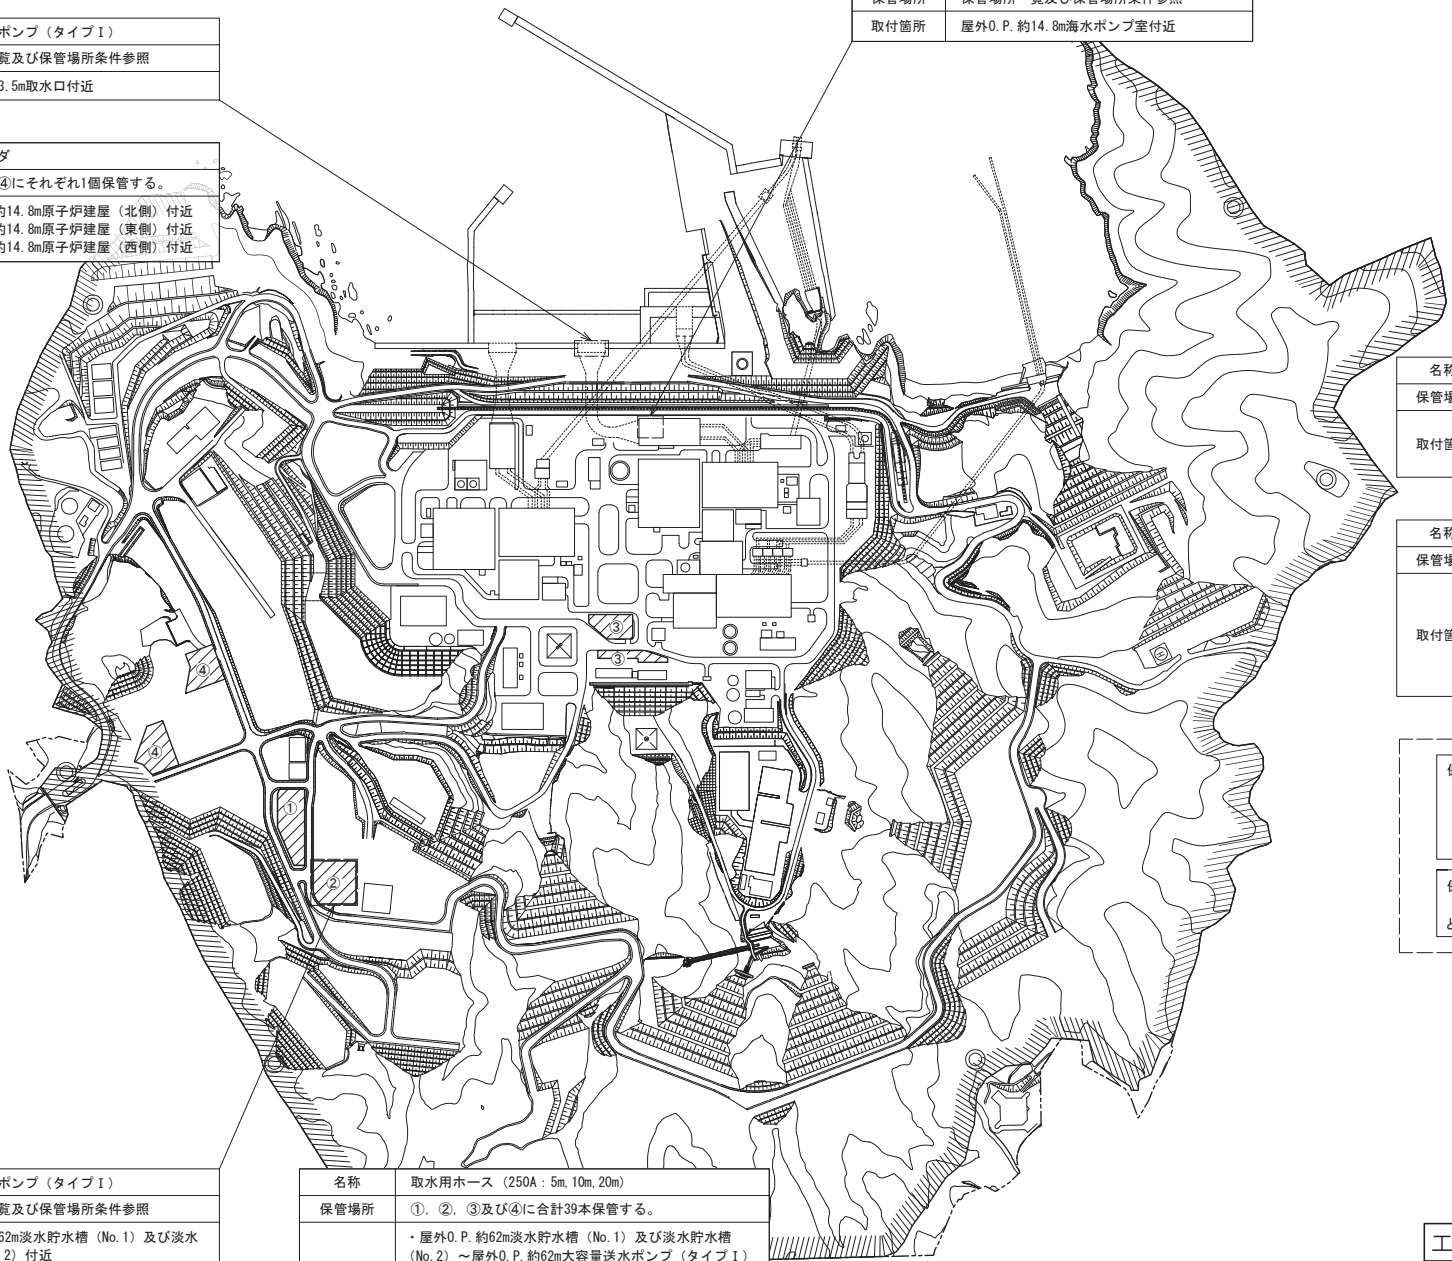 ポンプ（タイプⅠ）
覧及び保管場所条件参照
3.5m取水口付近
保管場所 保管場所一覧及び保管場所条件参照
取付箇所 屋外O.P.約14.8m海水ポンプ室付近
ダ
④にそれぞれ1個保管する。
約14.8m原子炉建屋（北側）付近
約14.8m原子炉建屋（東側）付近
約14.8m原子炉建屋（西側）付近
名称
保管場
取付箇
名称
保管場
取付箇
③
③
④
④
①
②
ポンプ（タイプⅠ）
覧及び保管場所条件参照
62m淡水貯水槽（No.1）及び淡水
2）付近
名称 取水用ホース（250A：5m,10m,20m）
保管場所 ①，②，③及び④に合計39本保管する。
・屋外O.P.約62m淡水貯水槽（No.1）及び淡水貯水槽
（No.2）～屋外O.P.約62m大容量送水ポンプ（タイプⅠ）
工